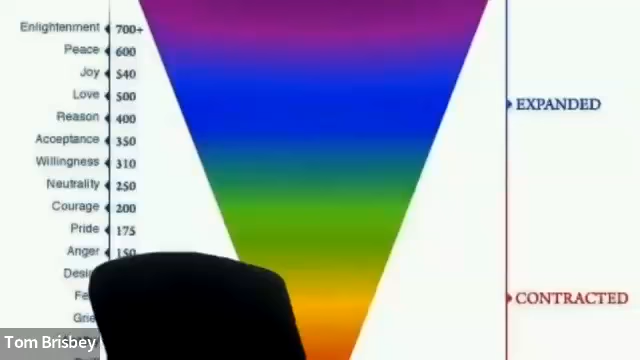 Enlightenment 700+
Peace 600
Joy 540
Love 500
Reason 400
Acceptance 350
Willingness 310
Neutrality 250
Courage 200
Pride 175
Anger 150
EXPANDED
CONTRACTED
Tom Brisbey